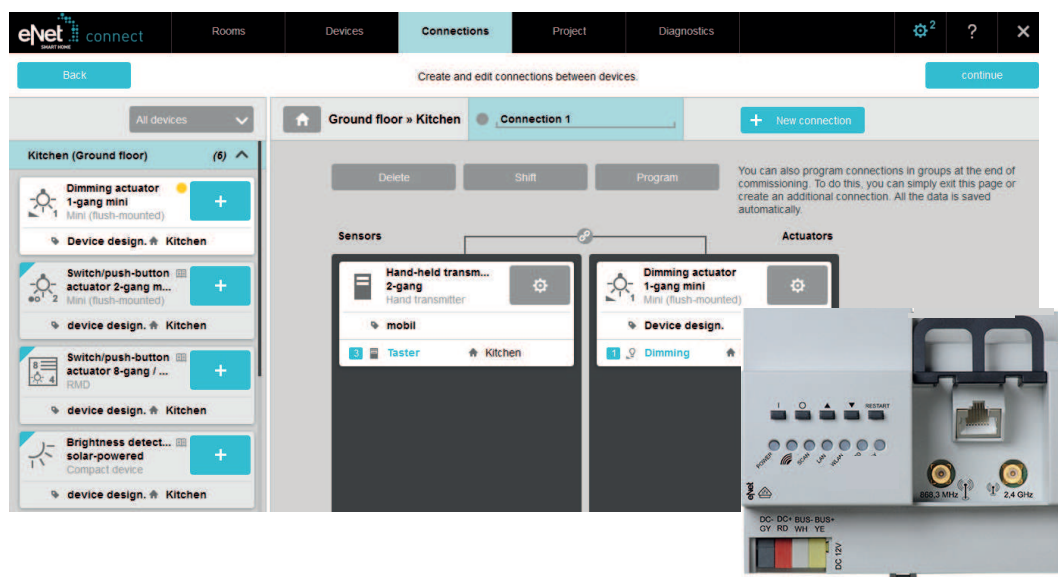 eNet
SMART HOME
connect
Rooms
Devices
Connections
Project
Diagnostics
2
?
Back
Create and edit connections between devices.
continue
All devices
Ground floor » Kitchen
Connection 1
+ New connection
Kitchen (Ground floor) (6)
Dimming actuator
1-gang mini
Mini (flush-mounted)
1
+
Device design. Kitchen
Switch/push-button
actuator 2-gang m...
Mini (flush-mounted)
2
+
device design. Kitchen
Switch/push-button
actuator 8-gang / ...
RMD
8
4
+
device design. Kitchen
Brightness detect...
solar-powered
Compact device
+
device design. Kitchen
Delete
Shift
Program
You can also program connections in groups at the end of
commissioning. To do this, you can simply exit this page or
create an additional connection. All the data is saved
automatically.
Sensors
Actuators
Hand-held transm...
2-gang
Hand transmitter
mobil
3 Taster Kitchen
Dimming actuator
1-gang mini
Mini (flush-mounted)
1
Device design.
1 Dimming
I O ▲ ▼ RESTART
POWER SCAN LAN WLAN
eNet
868,3 MHz
2,4 GHz
DC- DC+ BUS- BUS+
GY RD WH YE
DC 12V